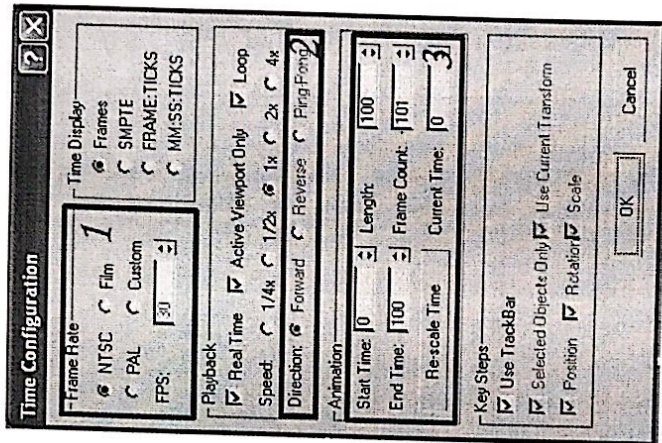 Time Configuration ? X
Frame Rate
NTSC Film 1
PAL Custom
FPS: 30
Time Display
Frames
SMPTE
FRAME:TICKS
MM:SS:TICKS
Playback
Real Time Active Viewport Only Loop
Speed: 1/4x 1/2x 1x 2x 4x
Direction: Forward Reverse Ping-Pong 2
Animation
Start Time: 0 Length: 100
End Time: 100 Frame Count: 101
Re-scale Time Current Time: 0 3
Key Steps
Use TrackBar
Selected Objects Only Use Current Transform
Position Rotation Scale
OK Cancel